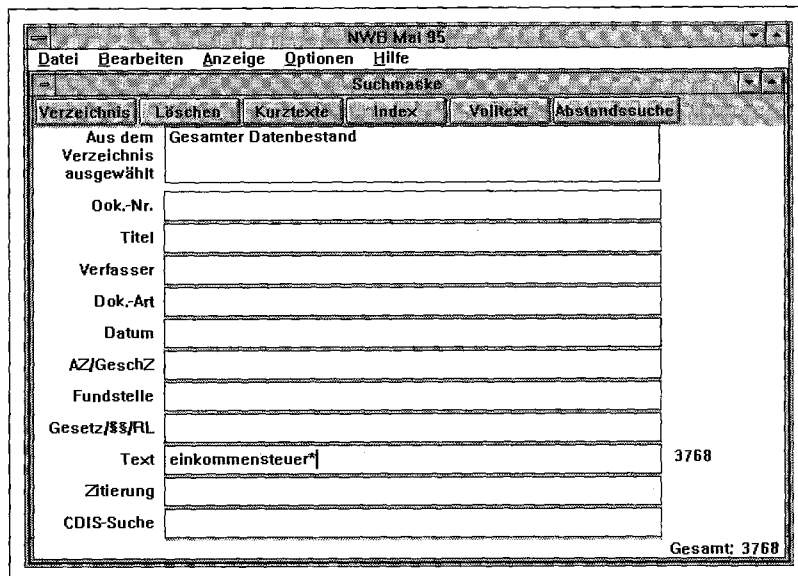 NWB Mai 95
Datei Bearbeiten Anzeige Optionen Hilfe
Suchmaske
Verzeichnis Löschen Kurztexte Index Volltext Abstandssuche
Aus dem Verzeichnis ausgewählt Gesamter Datenbestand
Ook.-Nr.
Titel
Verfasser
Dok.-Art
Datum
AZ/GeschZ
Fundstelle
Gesetz/§§/RL
Text einkommensteuer* 3768
Zitierung
CDIS-Suche
Gesamt: 3768